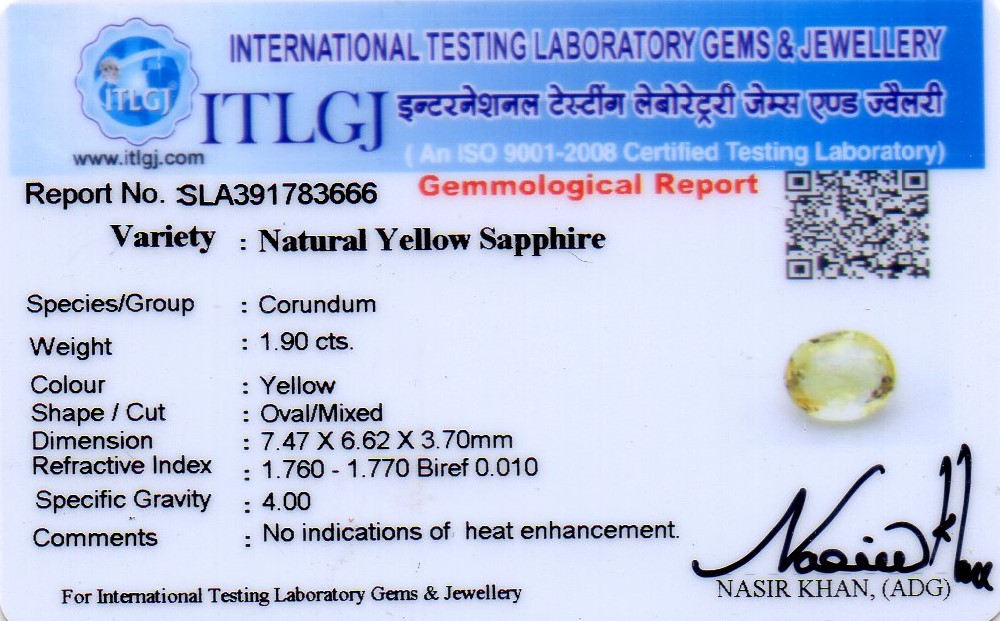 INTERNATIONAL TESTING LABORATORY GEMS & JEWELLERY
ITLGJ
ITLGJ इन्टरनेशनल टेस्टींग लेबोरेट्ररी जेम्स एण्ड ज्वैलरी
www.itlgj.com
( An ISO 9001-2008 Certified Testing Laboratory)
Gemmological Report
Report No. :SLA391783666
Variety : Natural Yellow Sapphire
Species/Group : Corundum
Weight : 1.90 cts.
Colour : Yellow
Shape / Cut : Oval/Mixed
Dimension : 7.47 X 6.62 X 3.70mm
Refractive Index : 1.760 - 1.770 Biref 0.010
Specific Gravity : 4.00
Comments : No indications of heat enhancement.
NASIR KHAN, (ADG)
For International Testing Laboratory Gems & Jewellery